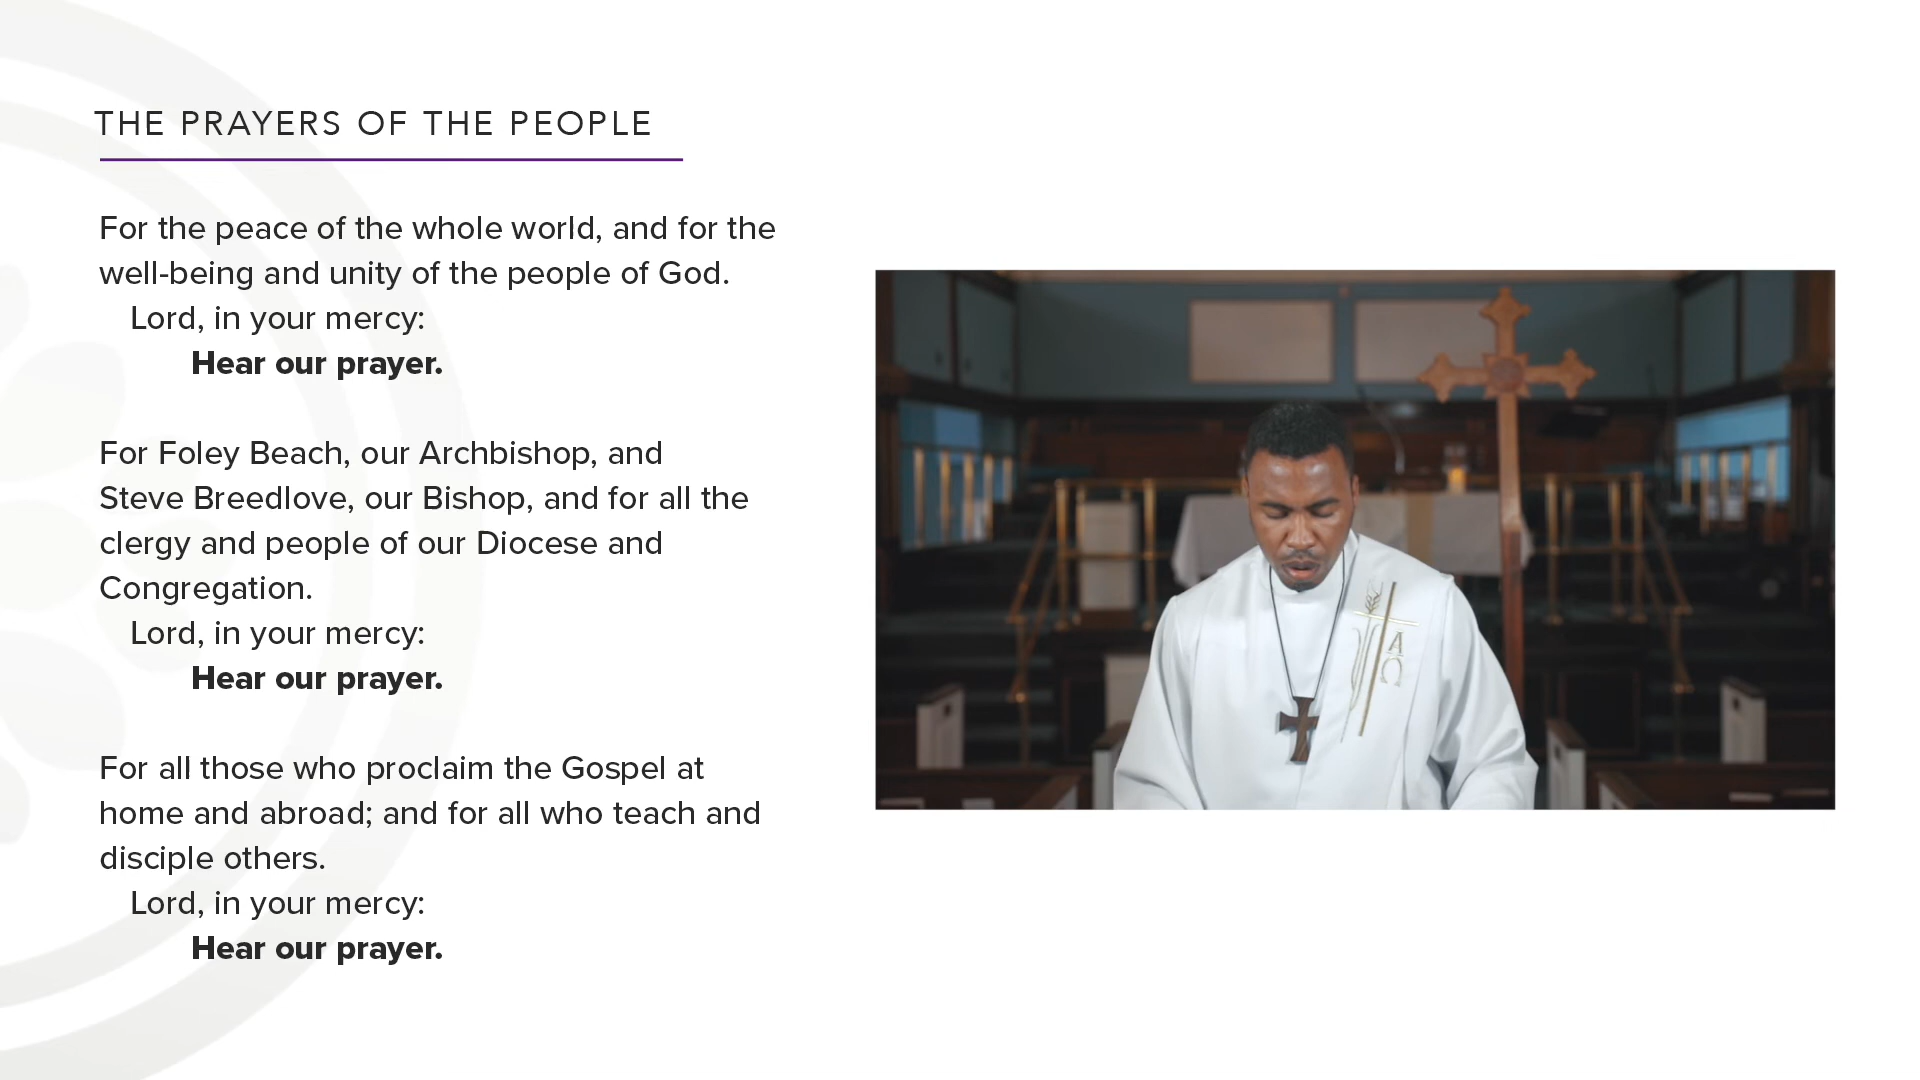 THE PRAYERS OF THE PEOPLE
For the peace of the whole world, and for the
well-being and unity of the people of God.
Lord, in your mercy:
Hear our prayer.
For Foley Beach, our Archbishop, and
Steve Breedlove, our Bishop, and for all the
clergy and people of our Diocese and
Congregation.
Lord, in your mercy:
Hear our prayer.
For all those who proclaim the Gospel at
home and abroad; and for all who teach and
disciple others.
Lord, in your mercy:
Hear our prayer.
Α
Ω